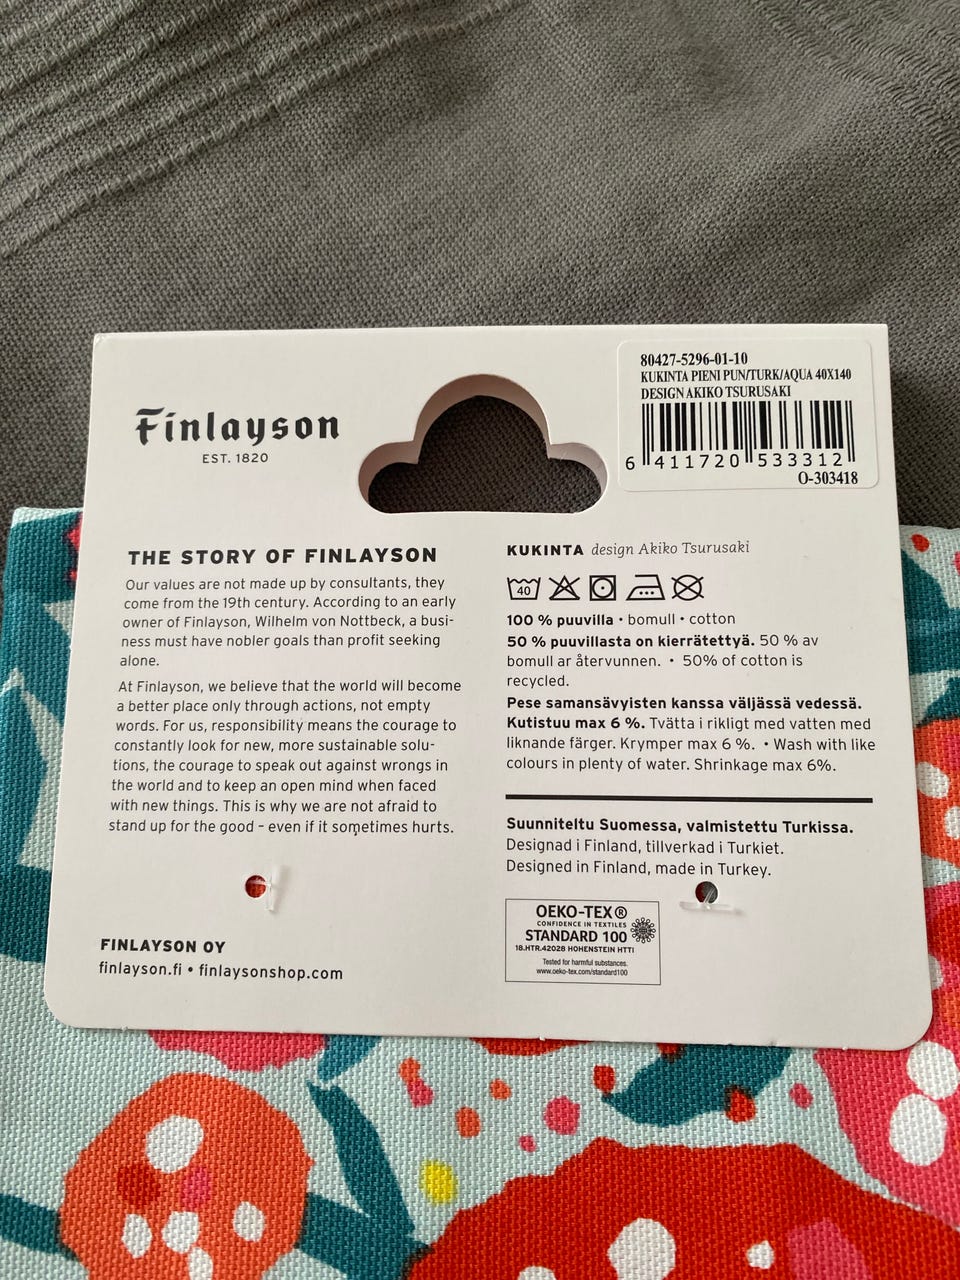 Finlayson
EST. 1820
80427-5296-01-10
KUKINTA PIENI PUN/TURK/AQUA 40X140
DESIGN AKIKO TSURUSAKI
6 411720 533312
O-303418
THE STORY OF FINLAYSON
Our values are not made up by consultants, they
come from the 19th century. According to an early
owner of Finlayson, Wilhelm von Nottbeck, a busi-
ness must have nobler goals than profit seeking
alone.
At Finlayson, we believe that the world will become
a better place only through actions, not empty
words. For us, responsibility means the courage to
constantly look for new, more sustainable solu-
tions, the courage to speak out against wrongs in
the world and to keep an open mind when faced
with new things. This is why we are not afraid to
stand up for the good – even if it sometimes hurts.
FINLAYSON OY
finlayson.fi • finlaysonshop.com
KUKINTA design Akiko Tsurusaki
40
100 % puuvilla • bomull • cotton
50 % puuvillasta on kierrätettyä. 50 % av
bomull ar återvunnen. • 50% of cotton is
recycled.
Pese samansävyisten kanssa väljässä vedessä.
Kutistuu max 6 %. Tvätta i rikligt med vatten med
liknande färger. Krymper max 6 %. • Wash with like
colours in plenty of water. Shrinkage max 6%.
Suunniteltu Suomessa, valmistettu Turkissa.
Designad i Finland, tillverkad i Turkiet.
Designed in Finland, made in Turkey.
OEKO-TEX®
CONFIDENCE IN TEXTILES
STANDARD 100
18.HTR.42028 HOHENSTEIN HTTI
Tested for harmful substances.
www.oeko-tex.com/standard100